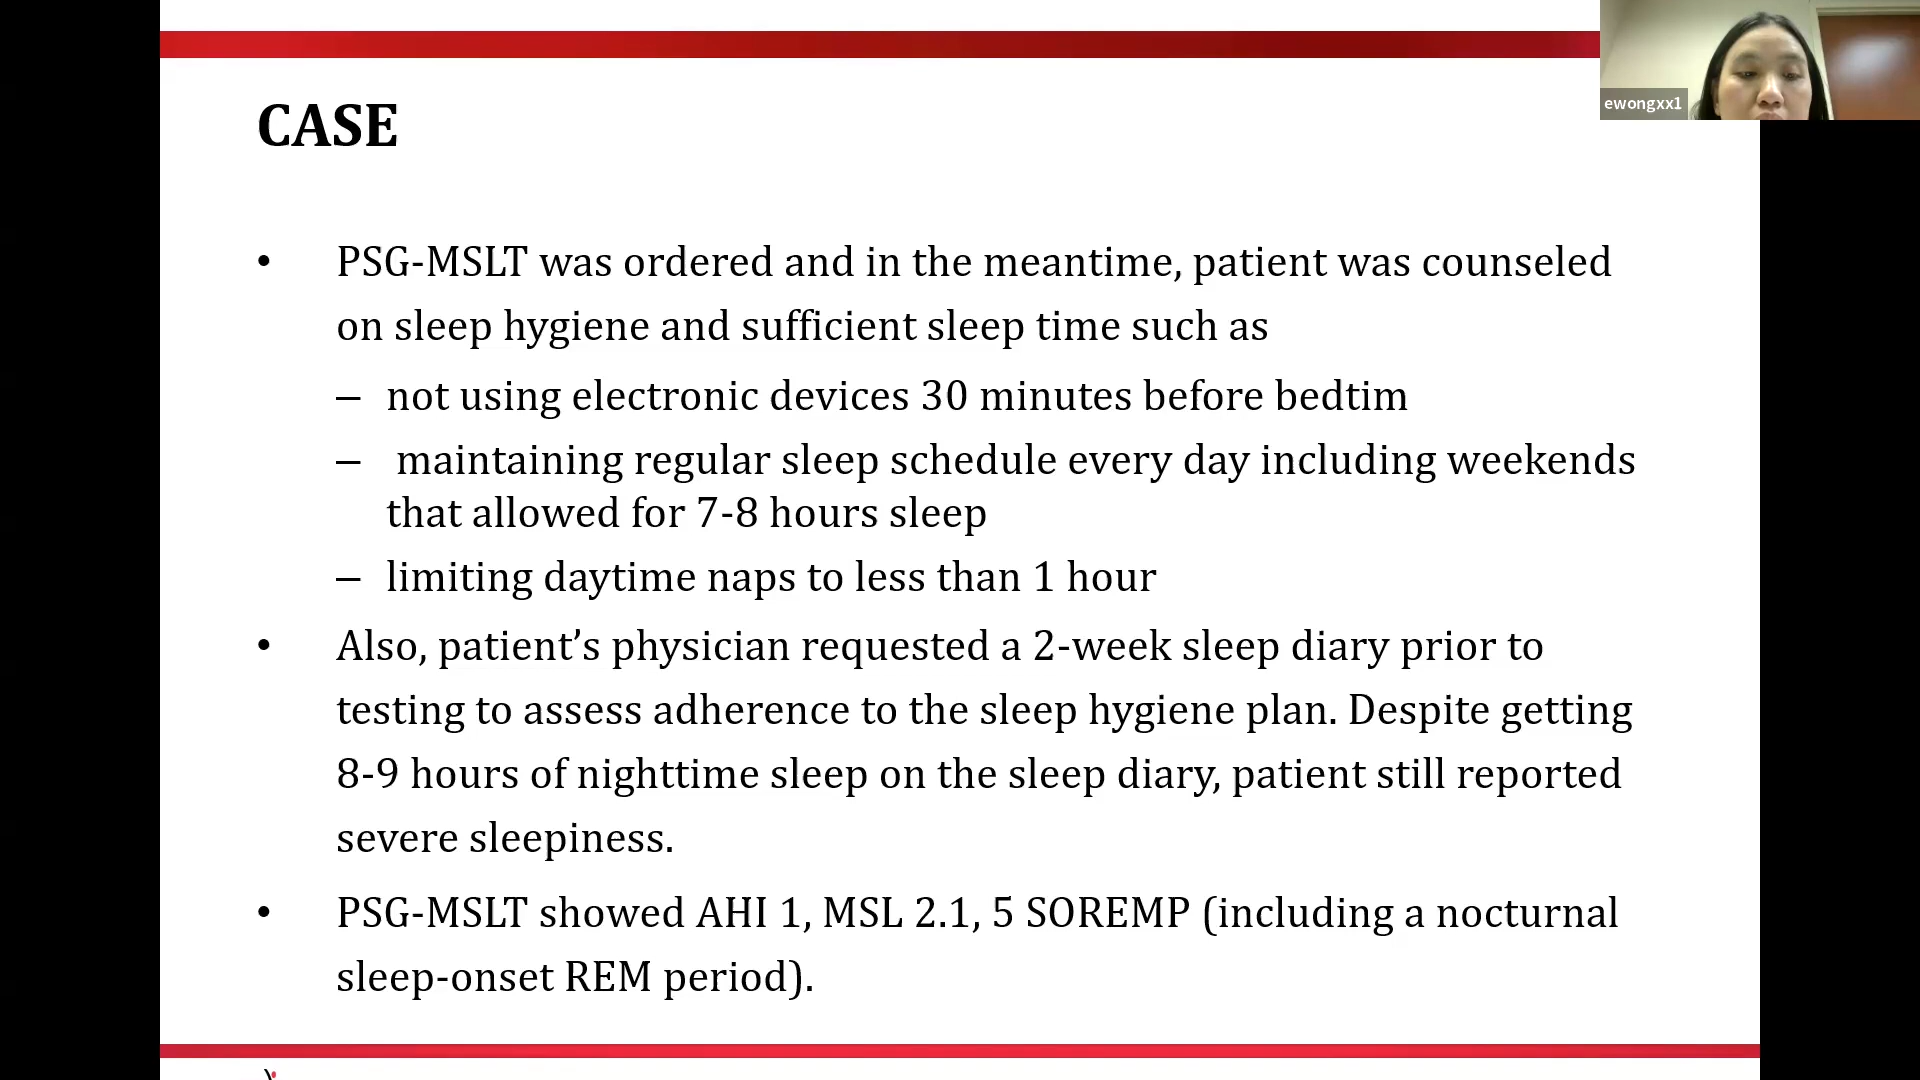 ewongxx1
CASE
• PSG-MSLT was ordered and in the meantime, patient was counseled
on sleep hygiene and sufficient sleep time such as
– not using electronic devices 30 minutes before bedtim
– maintaining regular sleep schedule every day including weekends
that allowed for 7-8 hours sleep
– limiting daytime naps to less than 1 hour
• Also, patient’s physician requested a 2-week sleep diary prior to
testing to assess adherence to the sleep hygiene plan. Despite getting
8-9 hours of nighttime sleep on the sleep diary, patient still reported
severe sleepiness.
• PSG-MSLT showed AHI 1, MSL 2.1, 5 SOREMP (including a nocturnal
sleep-onset REM period).